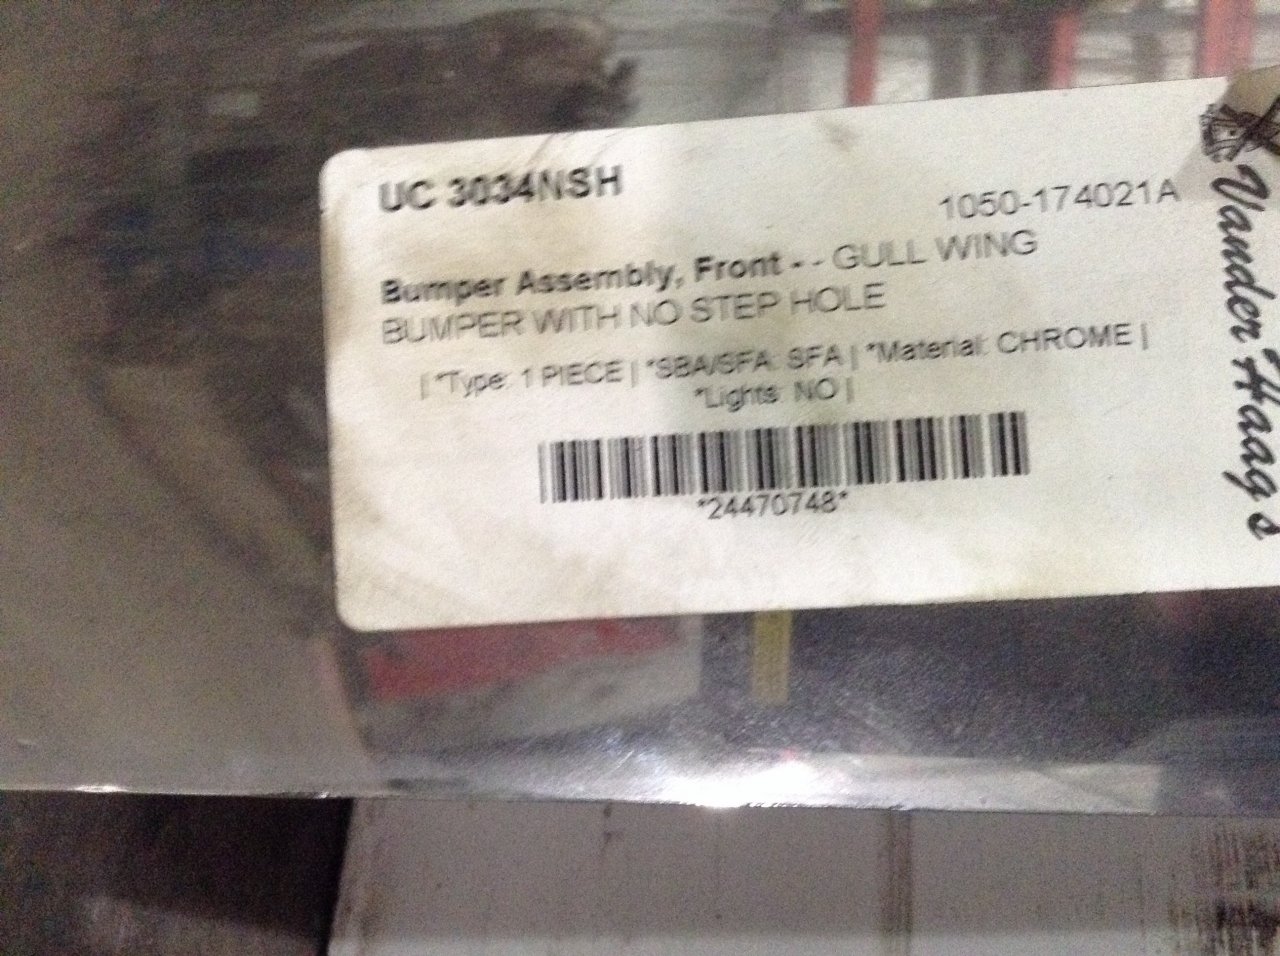 UC 3034NSH
1050-174021A
Bumper Assembly, Front - - GULL WING
BUMPER WITH NO STEP HOLE
| *Type: 1 PIECE | *SBA/SFA: SFA | *Material: CHROME |
*Lights: NO |
*24470748*
Vander Haag's